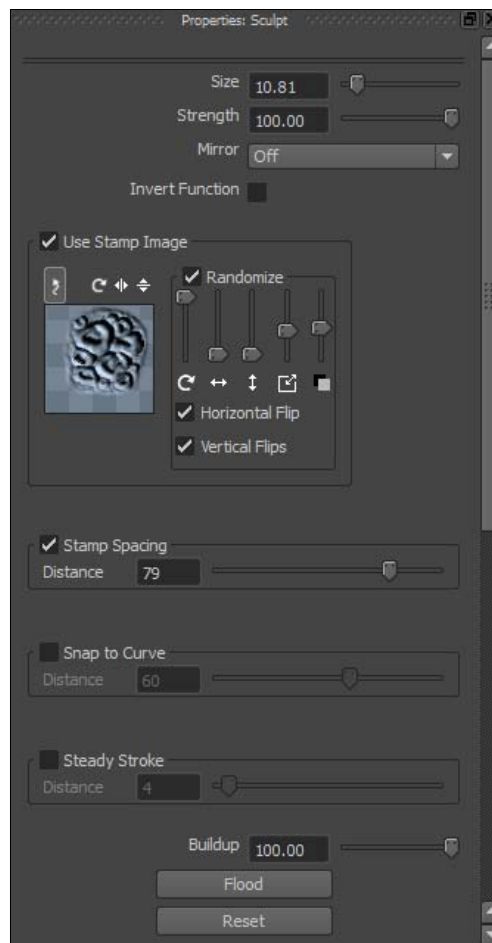 Properties: Sculpt
Size 10.81
Strength 100.00
Mirror Off
Invert Function
Use Stamp Image
Randomize
Horizontal Flip
Vertical Flips
Stamp Spacing
Distance 79
Snap to Curve
Distance 60
Steady Stroke
Distance 4
Buildup 100.00
Flood
Reset